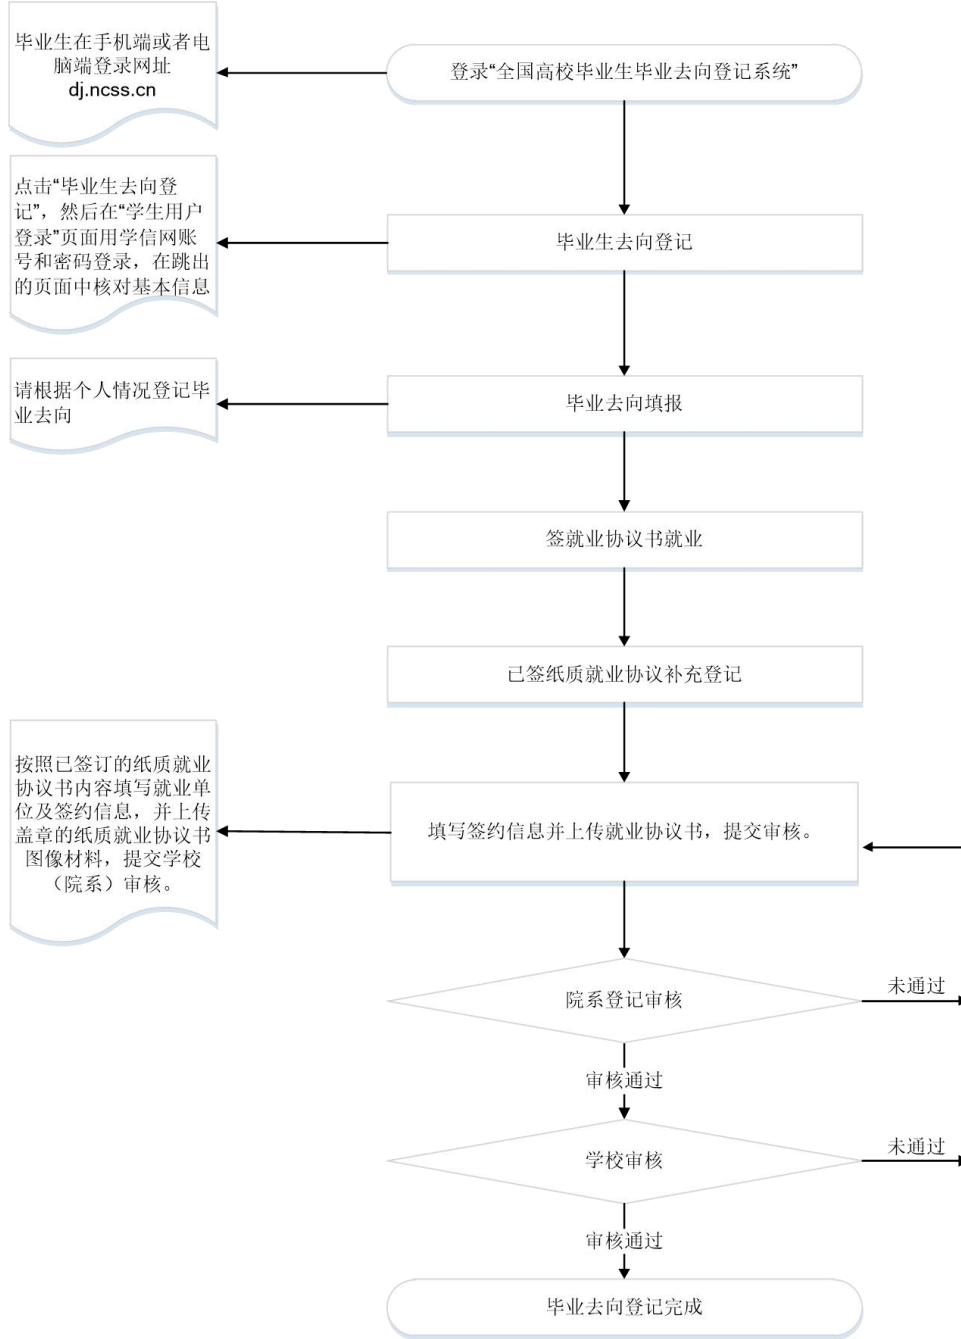 毕业生在手机端或者电
脑端登录网址
dj.ncss.cn
登录“全国高校毕业生毕业去向登记系统”
点击“毕业生去向登
记”，然后在“学生用户
登录”页面用学信网账
号和密码登录，在跳出
的页面中核对基本信息
毕业生去向登记
请根据个人情况登记毕
业去向
毕业去向填报
签就业协议书就业
已签纸质就业协议补充登记
按照已签订的纸质就业
协议书内容填写就业单
位及签约信息，并上传
盖章的纸质就业协议书
图像材料，提交学校
（院系）审核。
填写签约信息并上传就业协议书，提交审核。
院系登记审核
未通过
审核通过
学校审核
未通过
审核通过
毕业去向登记完成